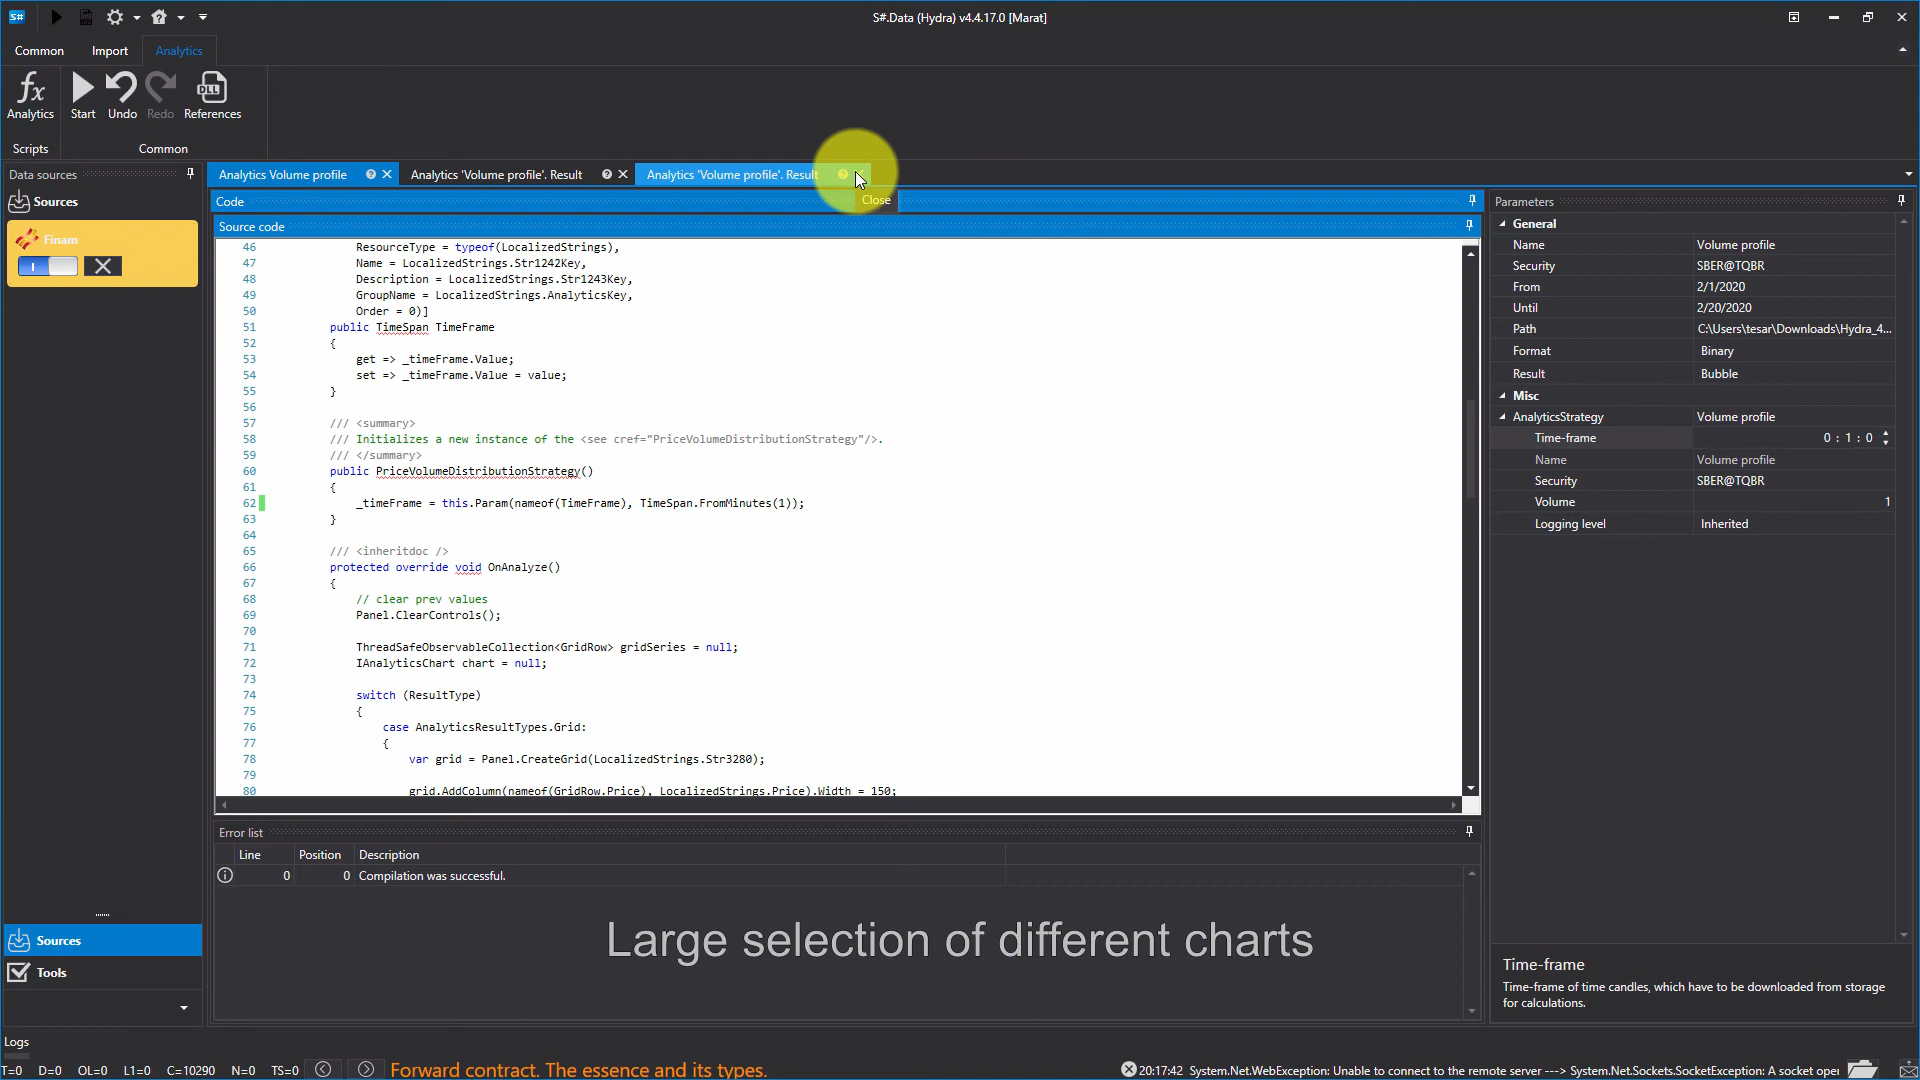 S#
S#.Data (Hydra) v4.4.17.0 [Marat]
Common
Import
Analytics
fx
Analytics
Start
Undo
Redo
DLL
References
Scripts
Common
Data sources
Sources
Finam
I
Analytics Volume profile
Analytics 'Volume profile'. Result
Analytics 'Volume profile'. Result
Close
Code
Source code
46 ResourceType = typeof(LocalizedStrings),
47 Name = LocalizedStrings.Str1242Key,
48 Description = LocalizedStrings.Str1243Key,
49 GroupName = LocalizedStrings.AnalyticsKey,
50 Order = 0)]
51 public TimeSpan TimeFrame
52 {
53 get => _timeFrame.Value;
54 set => _timeFrame.Value = value;
55 }
56
57 /// <summary>
58 /// Initializes a new instance of the <see cref="PriceVolumeDistributionStrategy"/>.
59 /// </summary>
60 public PriceVolumeDistributionStrategy()
61 {
62 _timeFrame = this.Param(nameof(TimeFrame), TimeSpan.FromMinutes(1));
63 }
64
65 /// <inheritdoc />
66 protected override void OnAnalyze()
67 {
68 // clear prev values
69 Panel.ClearControls();
70
71 ThreadSafeObservableCollection<GridRow> gridSeries = null;
72 IAnalyticsChart chart = null;
73
74 switch (ResultType)
75 {
76 case AnalyticsResultTypes.Grid:
77 {
78 var grid = Panel.CreateGrid(LocalizedStrings.Str3280);
79
80 grid.AddColumn(nameof(GridRow.Price), LocalizedStrings.Price).Width = 150;
Error list
Line Position Description
0 0 Compilation was successful.
Large selection of different charts
Parameters
General
Name Volume profile
Security SBER@TQBR
From 2/1/2020
Until 2/20/2020
Path C:\Users\tesar\Downloads\Hydra_4...
Format Binary
Result Bubble
Misc
AnalyticsStrategy Volume profile
Time-frame 0 : 1 : 0
Name Volume profile
Security SBER@TQBR
Volume 1
Logging level Inherited
Time-frame
Time-frame of time candles, which have to be downloaded from storage
for calculations.
Sources
Tools
Logs
T=0 D=0 OL=0 L1=0 C=10290 N=0 TS=0
Forward contract. The essence and its types.
20:17:42 System.Net.WebException: Unable to connect to the remote server ---> System.Net.Sockets.SocketException: A socket oper